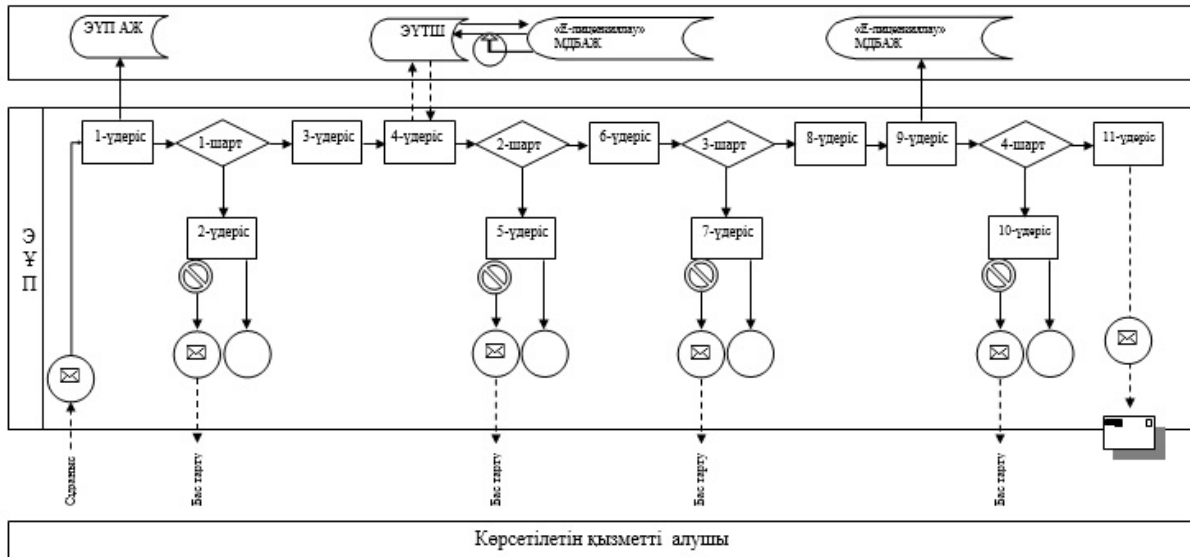 ЭҮП АЖ
ЭҮТШ
«Е-лицензиялау»
МДБАЖ
«Е-лицензиялау»
МДБАЖ
1-үдеріс
1-шарт
3-үдеріс
4-үдеріс
2-шарт
6-үдеріс
3-шарт
8-үдеріс
9-үдеріс
4-шарт
11-үдеріс
2-үдеріс
5-үдеріс
7-үдеріс
10-үдеріс
Э
Ұ
П
Сұраныс
Бас тарту
Бас тарту
Бас тарту
Бас тарту
Көрсетілетін қызметті алушы